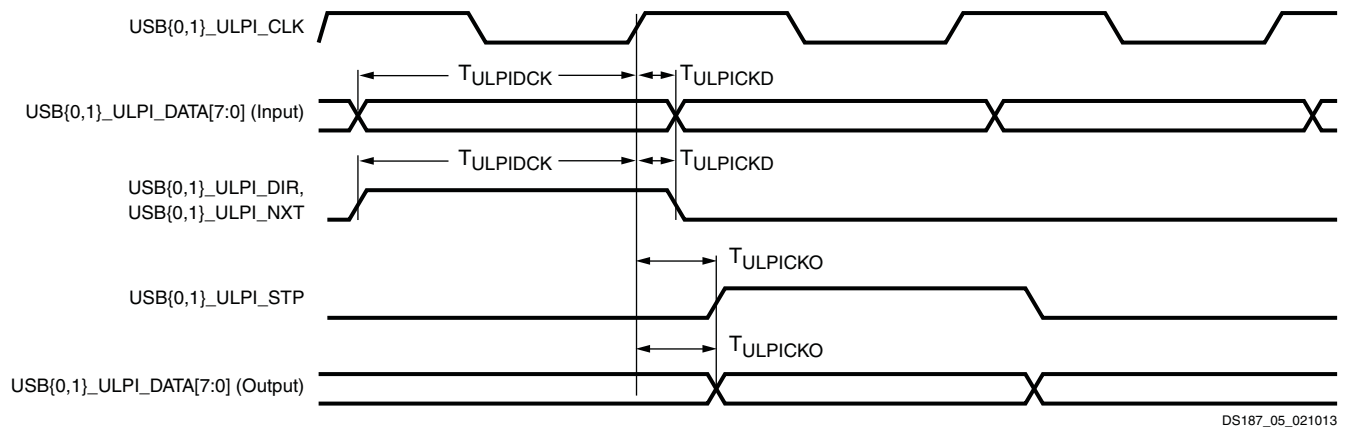 USB{0,1}_ULPI_CLK
TULPIDCK TULPICKD
USB{0,1}_ULPI_DATA[7:0] (Input)
TULPIDCK TULPICKD
USB{0,1}_ULPI_DIR,
USB{0,1}_ULPI_NXT
TULPICKO
USB{0,1}_ULPI_STP
TULPICKO
USB{0,1}_ULPI_DATA[7:0] (Output)
DS187_05_021013